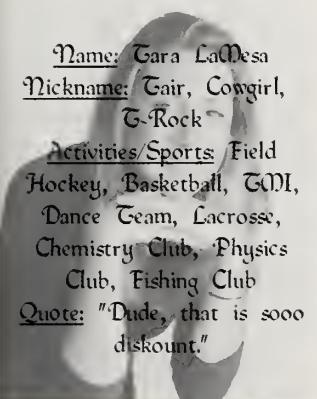 Name: Tara LaMesa
Nickname: Tair, Cowgirl,
T-Rock
Activities/Sports: Field
Hockey, Basketball, TMI,
Dance Team, Lacrosse,
Chemistry Club, Physics
Club, Fishing Club
Quote: "Dude, that is sooo
diskount."